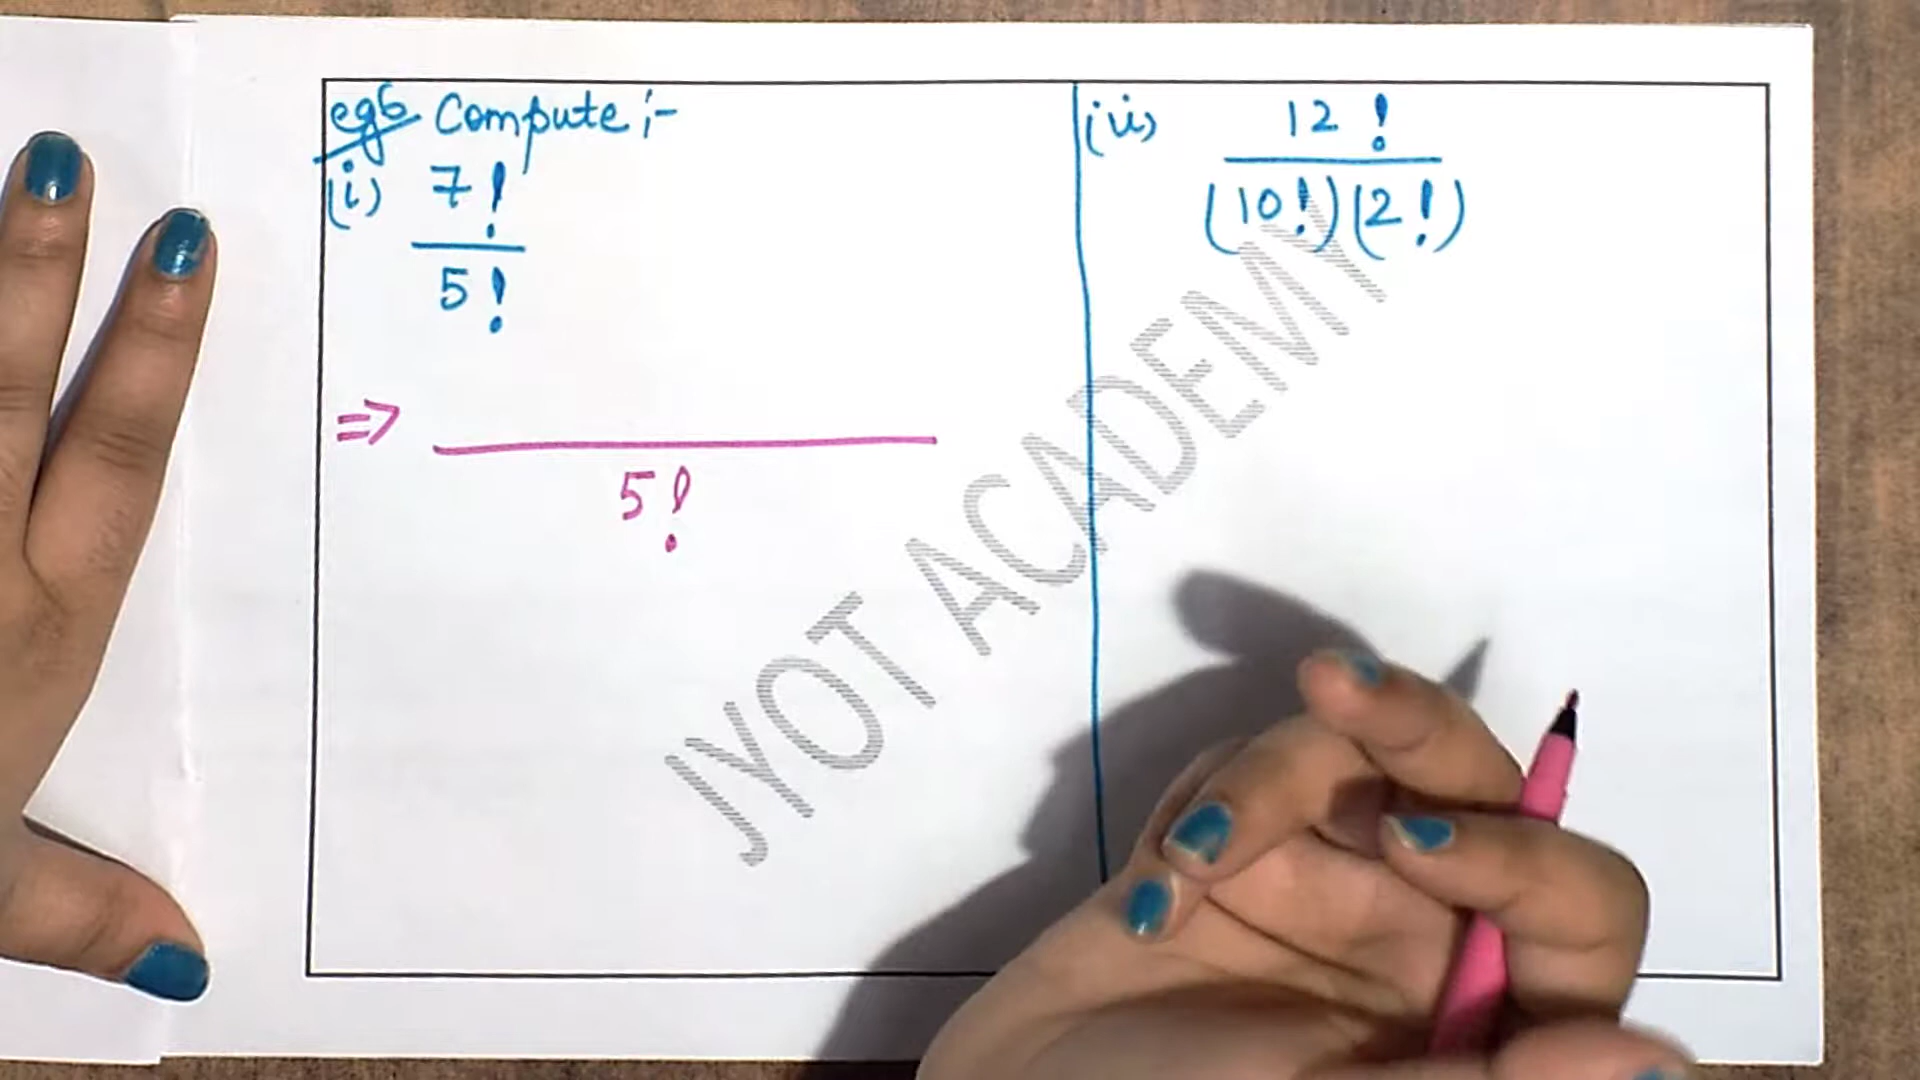 eg6 Compute :-
(i) 7!
5!
=>
5!
(ii) 12!
(10!)(2!)
JYOT ACADEMY